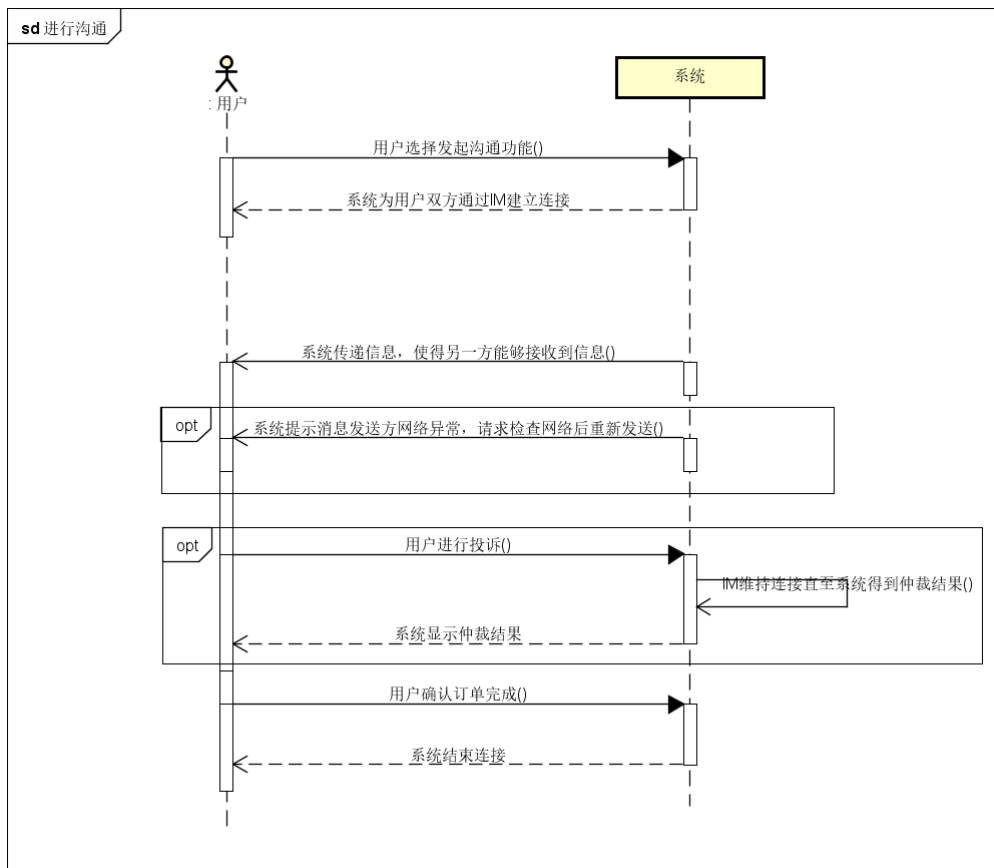 sd 进行沟通
: 用户
系统
用户选择发起沟通功能()
系统为用户双方通过IM建立连接
系统传递信息，使得另一方能够接收到信息()
opt
系统提示消息发送方网络异常，请求检查网络后重新发送()
opt
用户进行投诉()
IM维持连接直至系统得到仲裁结果()
系统显示仲裁结果
用户确认订单完成()
系统结束连接